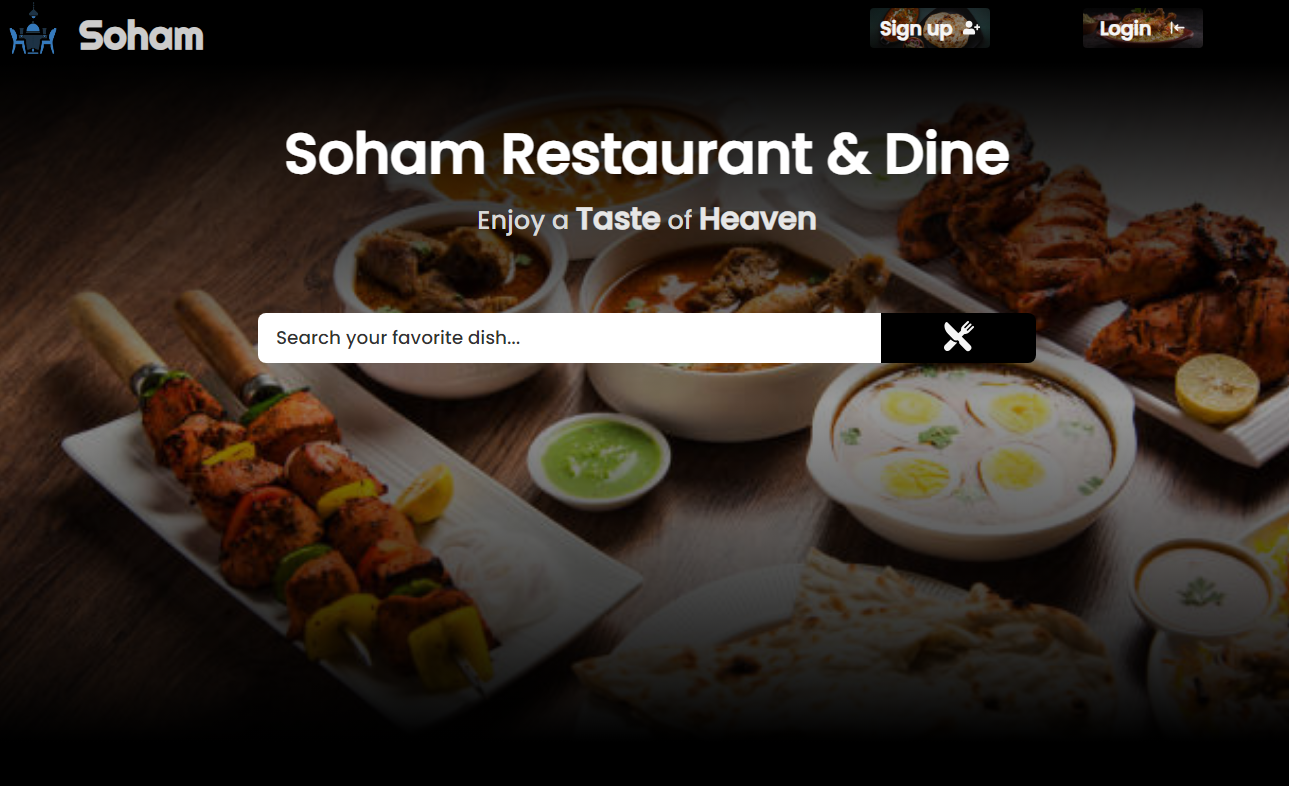 Soham
Sign up
Login
Soham Restaurant & Dine
Enjoy a Taste of Heaven
Search your favorite dish...